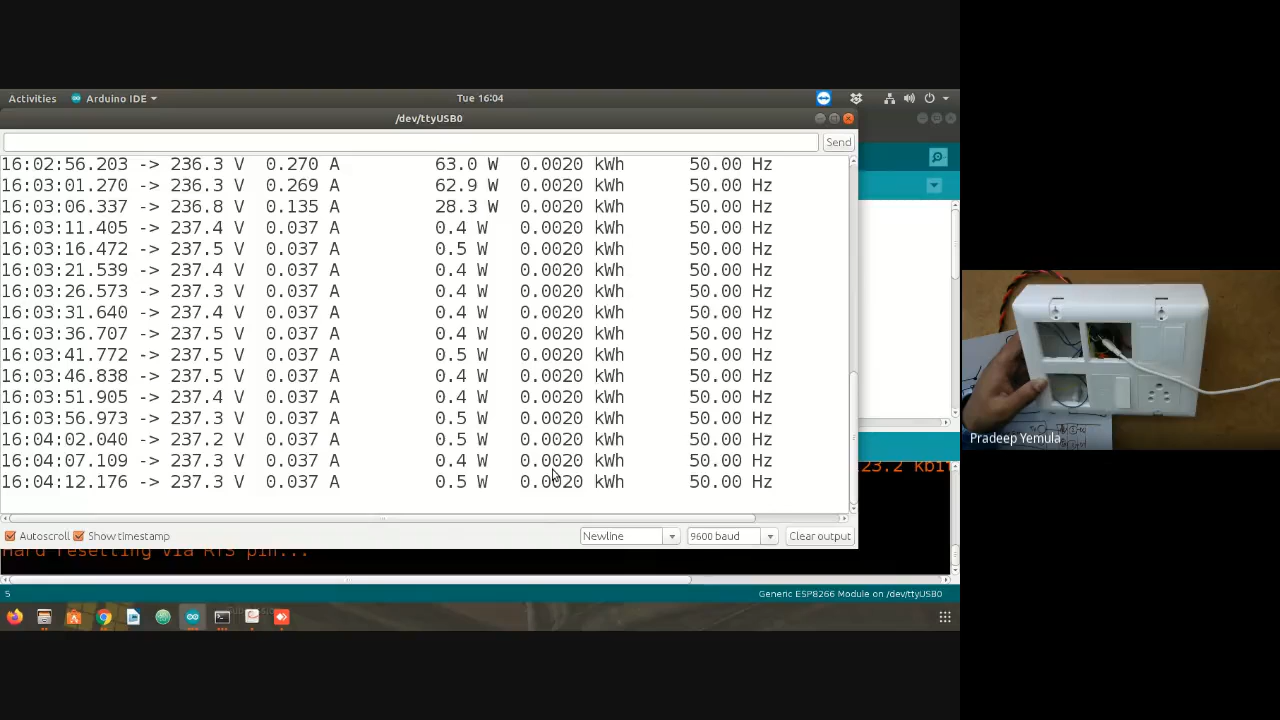 Activities Arduino IDE Tue 16:04
/dev/ttyUSB0
Send
16:02:56.203 -> 236.3 V 0.270 A 63.0 W 0.0020 kWh 50.00 Hz
16:03:01.270 -> 236.3 V 0.269 A 62.9 W 0.0020 kWh 50.00 Hz
16:03:06.337 -> 236.8 V 0.135 A 28.3 W 0.0020 kWh 50.00 Hz
16:03:11.405 -> 237.4 V 0.037 A 0.4 W 0.0020 kWh 50.00 Hz
16:03:16.472 -> 237.5 V 0.037 A 0.5 W 0.0020 kWh 50.00 Hz
16:03:21.539 -> 237.4 V 0.037 A 0.4 W 0.0020 kWh 50.00 Hz
16:03:26.573 -> 237.3 V 0.037 A 0.4 W 0.0020 kWh 50.00 Hz
16:03:31.640 -> 237.4 V 0.037 A 0.4 W 0.0020 kWh 50.00 Hz
16:03:36.707 -> 237.5 V 0.037 A 0.4 W 0.0020 kWh 50.00 Hz
16:03:41.772 -> 237.5 V 0.037 A 0.5 W 0.0020 kWh 50.00 Hz
16:03:46.838 -> 237.5 V 0.037 A 0.4 W 0.0020 kWh 50.00 Hz
16:03:51.905 -> 237.4 V 0.037 A 0.4 W 0.0020 kWh 50.00 Hz
16:03:56.973 -> 237.3 V 0.037 A 0.5 W 0.0020 kWh 50.00 Hz
16:04:02.040 -> 237.2 V 0.037 A 0.5 W 0.0020 kWh 50.00 Hz
16:04:07.109 -> 237.3 V 0.037 A 0.4 W 0.0020 kWh 50.00 Hz
16:04:12.176 -> 237.3 V 0.037 A 0.5 W 0.0020 kWh 50.00 Hz
Pradeep Yemula
23.2 kbit
Autoscroll Show timestamp Newline 9600 baud Clear output
Hard resetting via RTS pin...
5 Generic ESP8266 Module on /dev/ttyUSB0